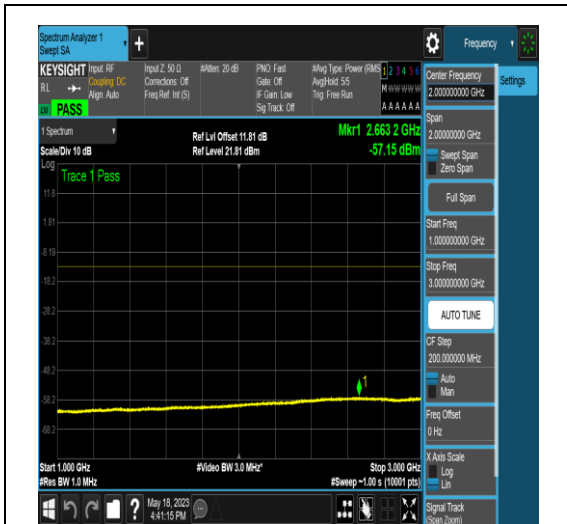 Spectrum Analyzer 1
Swept SA
+
Frequency
KEYSIGHT
RL
PASS
Input: RF
Coupling: DC
Align: Auto
Input Z: 50 Ω
Corrections: Off
Freq Ref: Int (S)
#Atten: 20 dB
PNO: Fast
Gate: Off
IF Gain: Low
Sig Track: Off
#Avg Type: Power (RMS
Avg|Hold: 5/5
Trig: Free Run
1 2 3 4 5 6
M W W W W W
A A A A A A
Settings
Center Frequency
2.000000000 GHz
Span
2.00000000 GHz
Swept Span
Zero Span
Full Span
Start Freq
1.000000000 GHz
Stop Freq
3.000000000 GHz
AUTO TUNE
CF Step
200.000000 MHz
Auto
Man
Freq Offset
0 Hz
X Axis Scale
Log
Lin
Signal Track
(Span Zoom)
1 Spectrum
Scale/Div 10 dB
Ref Lvl Offset 11.81 dB
Ref Level 21.81 dBm
Mkr1 2.663 2 GHz
-57.15 dBm
Log
Trace 1 Pass
11.8
1.81
-8.19
-18.2
-28.2
-38.2
-48.2
-58.2
-68.2
1
Start 1.000 GHz
#Res BW 1.0 MHz
#Video BW 3.0 MHz*
Stop 3.000 GHz
#Sweep ~1.00 s (10001 pts)
?
May 18, 2023
4:41:15 PM